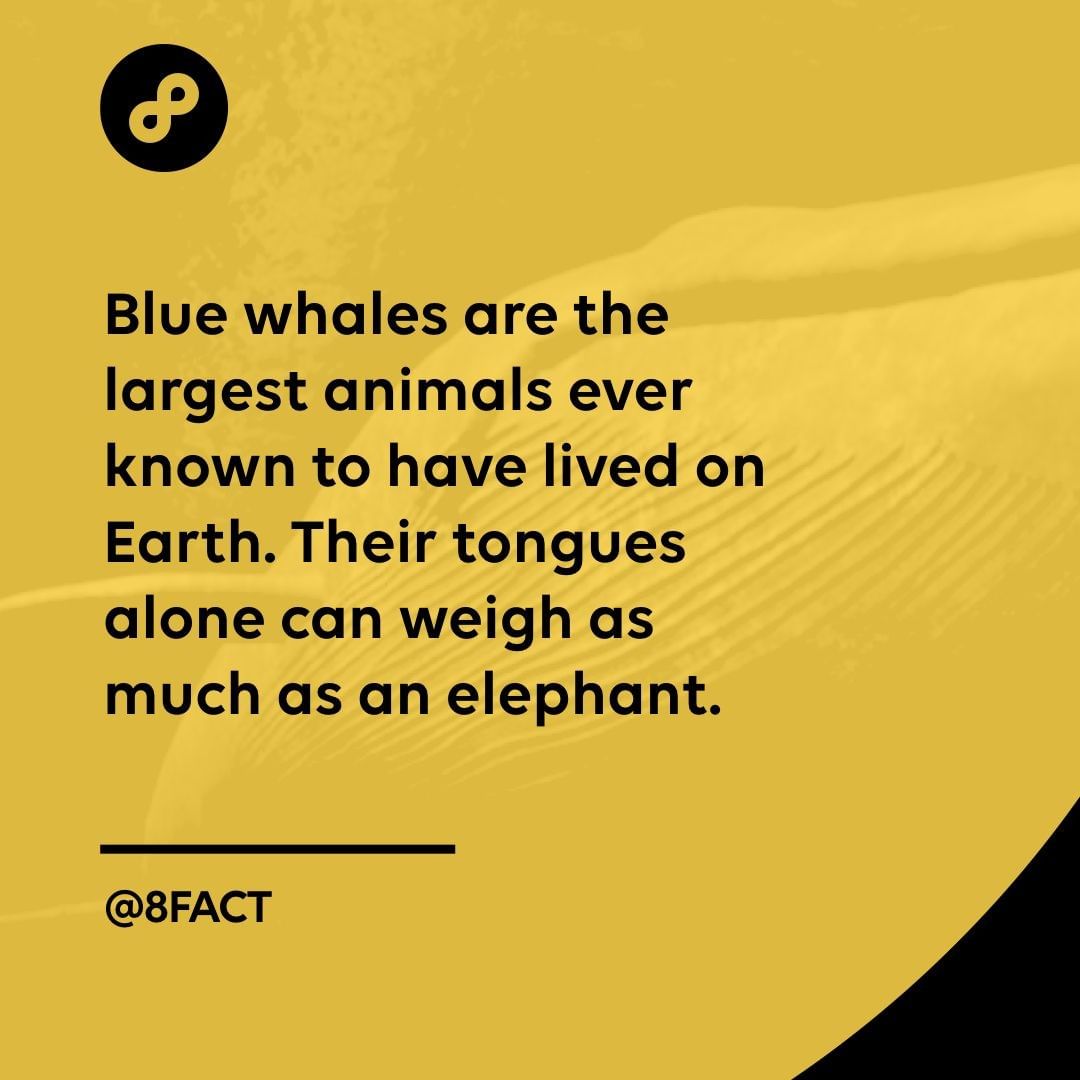 Blue whales are the
largest animals ever
known to have lived on
Earth. Their tongues
alone can weigh as
much as an elephant.
@8FACT